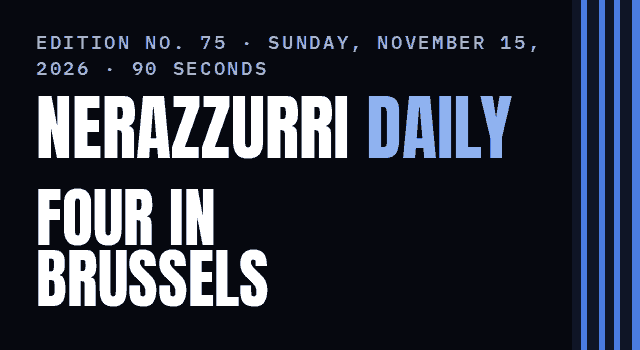 EDITION NO. 75 · SUNDAY, NOVEMBER 15,
2026 · 90 SECONDS
NERAZZURRI DAILY
FOUR IN
BRUSSELS